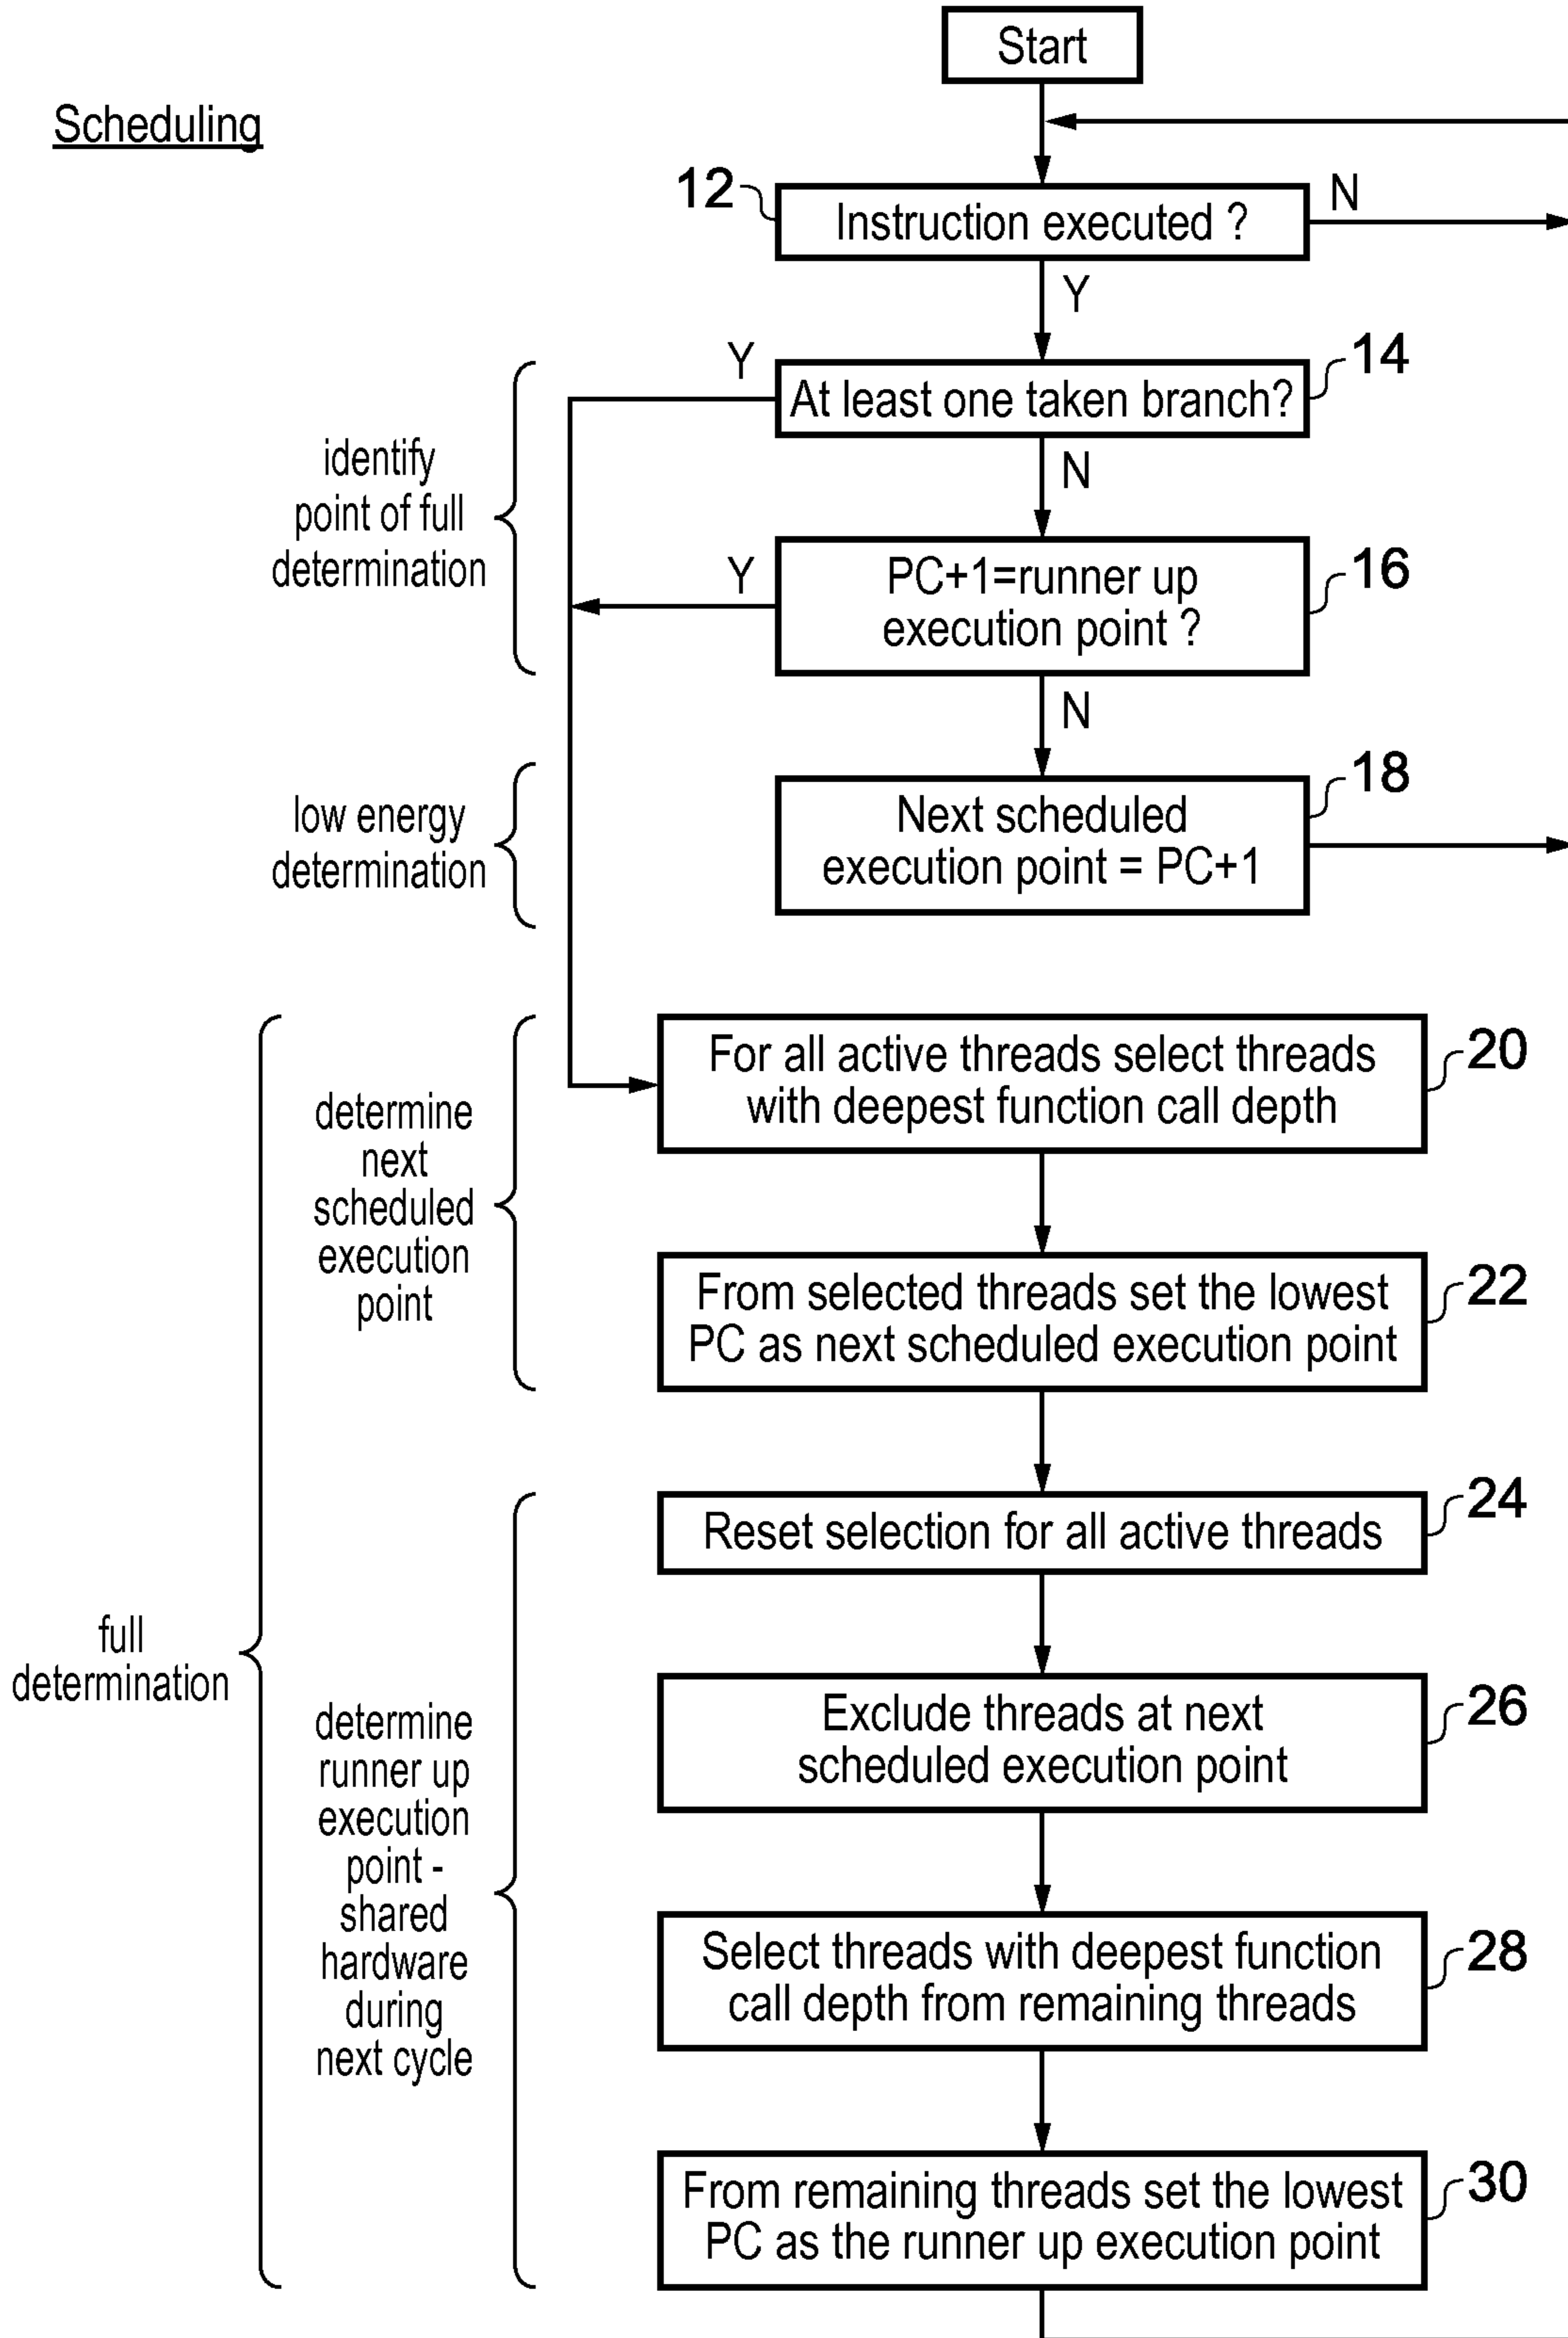 Start
Scheduling
12
Instruction executed ?
N
Y
Y
At least one taken branch?
14
identify
point of full
determination
N
Y
PC+1=runner up
execution point ?
16
N
low energy
determination
Next scheduled
execution point = PC+1
18
full
determination
determine
next
scheduled
execution
point
For all active threads select threads
with deepest function call depth
20
From selected threads set the lowest
PC as next scheduled execution point
22
determine
runner up
execution
point -
shared
hardware
during
next cycle
Reset selection for all active threads
24
Exclude threads at next
scheduled execution point
26
Select threads with deepest function
call depth from remaining threads
28
From remaining threads set the lowest
PC as the runner up execution point
30